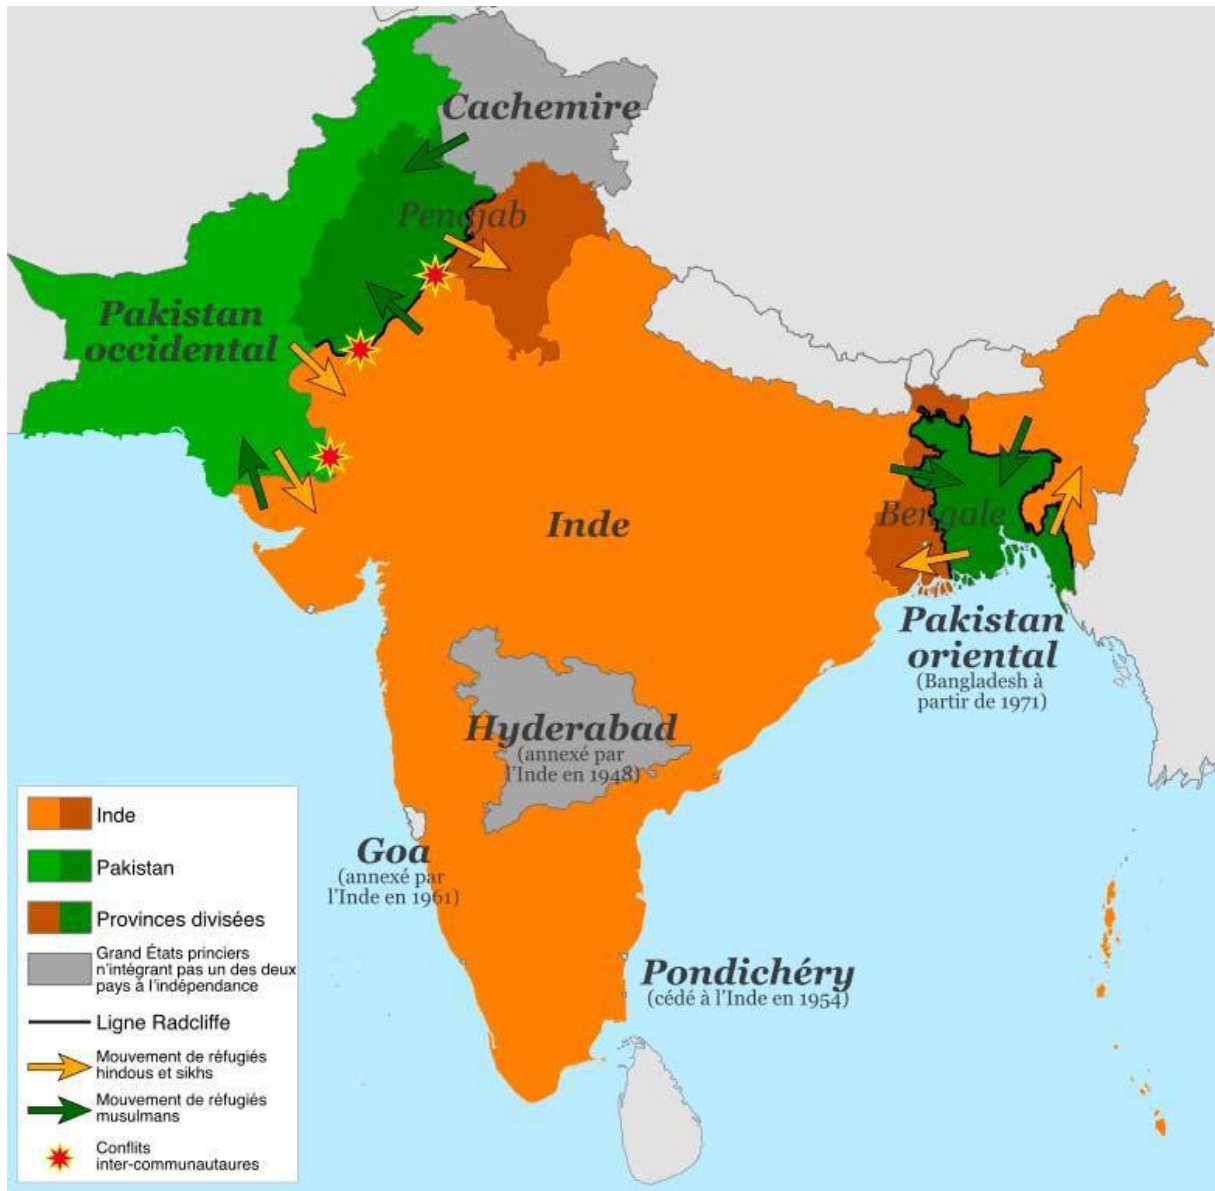 Cachemire
Pendjab
Pakistan
occidental
Inde
Bengale
Pakistan
oriental
(Bangladesh à
partir de 1971)
Hyderabad
(annexé par
l'Inde en 1948)
Goa
(annexé par
l'Inde en 1961)
Pondichéry
(cédé à l'Inde en 1954)
Inde
Pakistan
Provinces divisées
Grand États princiers
n'intégrant pas un des deux
pays à l'indépendance
Ligne Radcliffe
Mouvement de réfugiés
hindous et sikhs
Mouvement de réfugiés
musulmans
Conflits
inter-communautaures